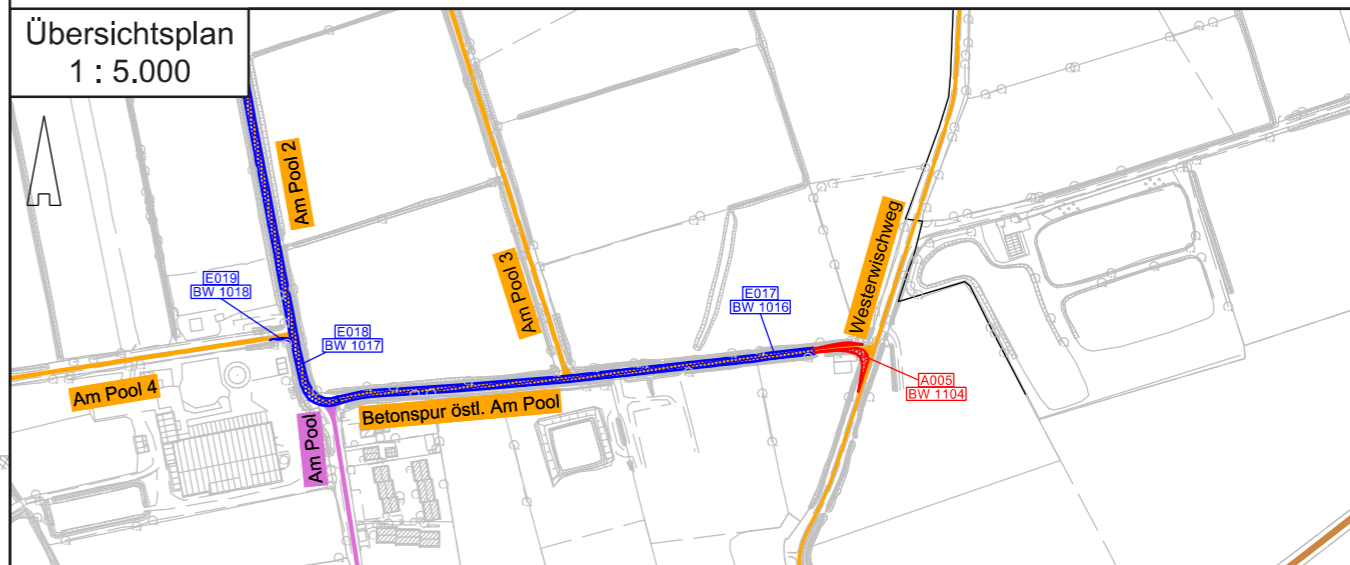 Übersichtsplan
1 : 5.000
Am Pool 2
Am Pool 3
Westerwischweg
E019
BW 1018
E018
BW 1017
E017
BW 1016
A005
BW 1104
Am Pool 4
Am Pool
Betonspur östl. Am Pool